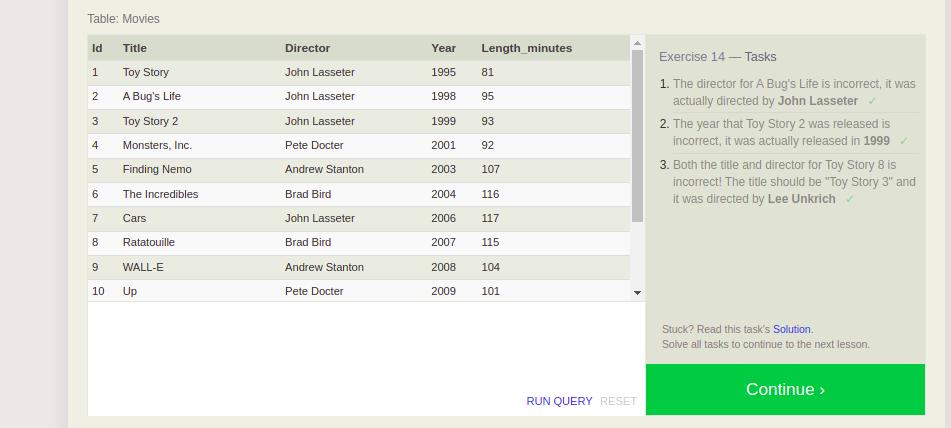 Table: Movies
Id Title Director Year Length_minutes
1 Toy Story John Lasseter 1995 81
2 A Bug's Life John Lasseter 1998 95
3 Toy Story 2 John Lasseter 1999 93
4 Monsters, Inc. Pete Docter 2001 92
5 Finding Nemo Andrew Stanton 2003 107
6 The Incredibles Brad Bird 2004 116
7 Cars John Lasseter 2006 117
8 Ratatouille Brad Bird 2007 115
9 WALL-E Andrew Stanton 2008 104
10 Up Pete Docter 2009 101
RUN QUERY RESET
Exercise 14 — Tasks
1. The director for A Bug's Life is incorrect, it was
actually directed by John Lasseter ✓
2. The year that Toy Story 2 was released is
incorrect, it was actually released in 1999 ✓
3. Both the title and director for Toy Story 8 is
incorrect! The title should be "Toy Story 3" and
it was directed by Lee Unkrich ✓
Stuck? Read this task's Solution.
Solve all tasks to continue to the next lesson.
Continue ›